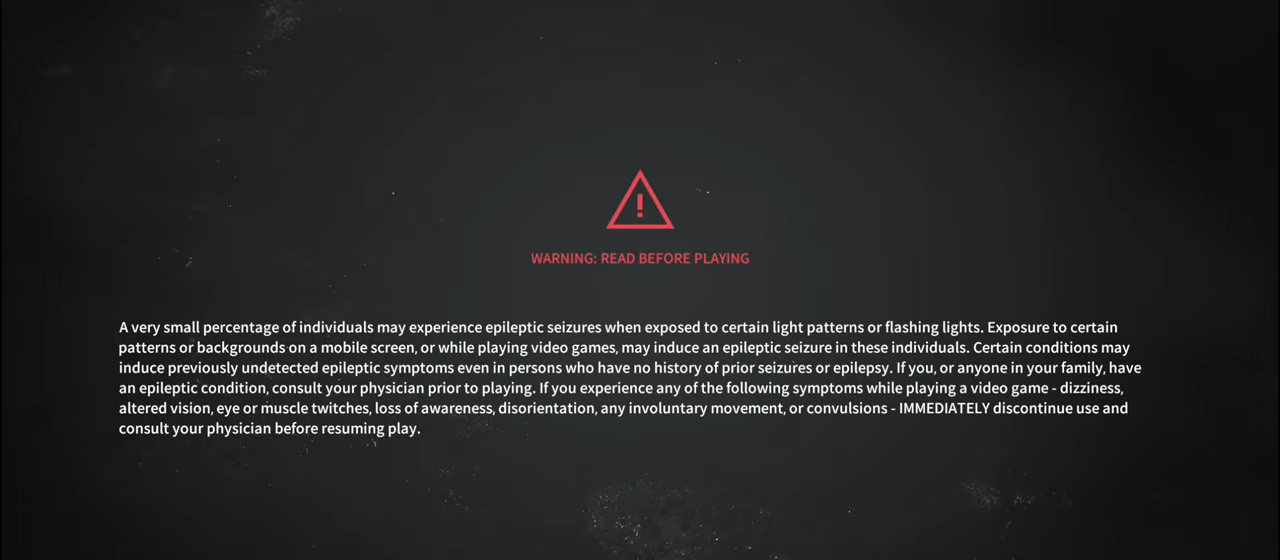 WARNING: READ BEFORE PLAYING
A very small percentage of individuals may experience epileptic seizures when exposed to certain light patterns or flashing lights. Exposure to certain
patterns or backgrounds on a mobile screen, or while playing video games, may induce an epileptic seizure in these individuals. Certain conditions may
induce previously undetected epileptic symptoms even in persons who have no history of prior seizures or epilepsy. If you, or anyone in your family, have
an epileptic condition, consult your physician prior to playing. If you experience any of the following symptoms while playing a video game - dizziness,
altered vision, eye or muscle twitches, loss of awareness, disorientation, any involuntary movement, or convulsions - IMMEDIATELY discontinue use and
consult your physician before resuming play.